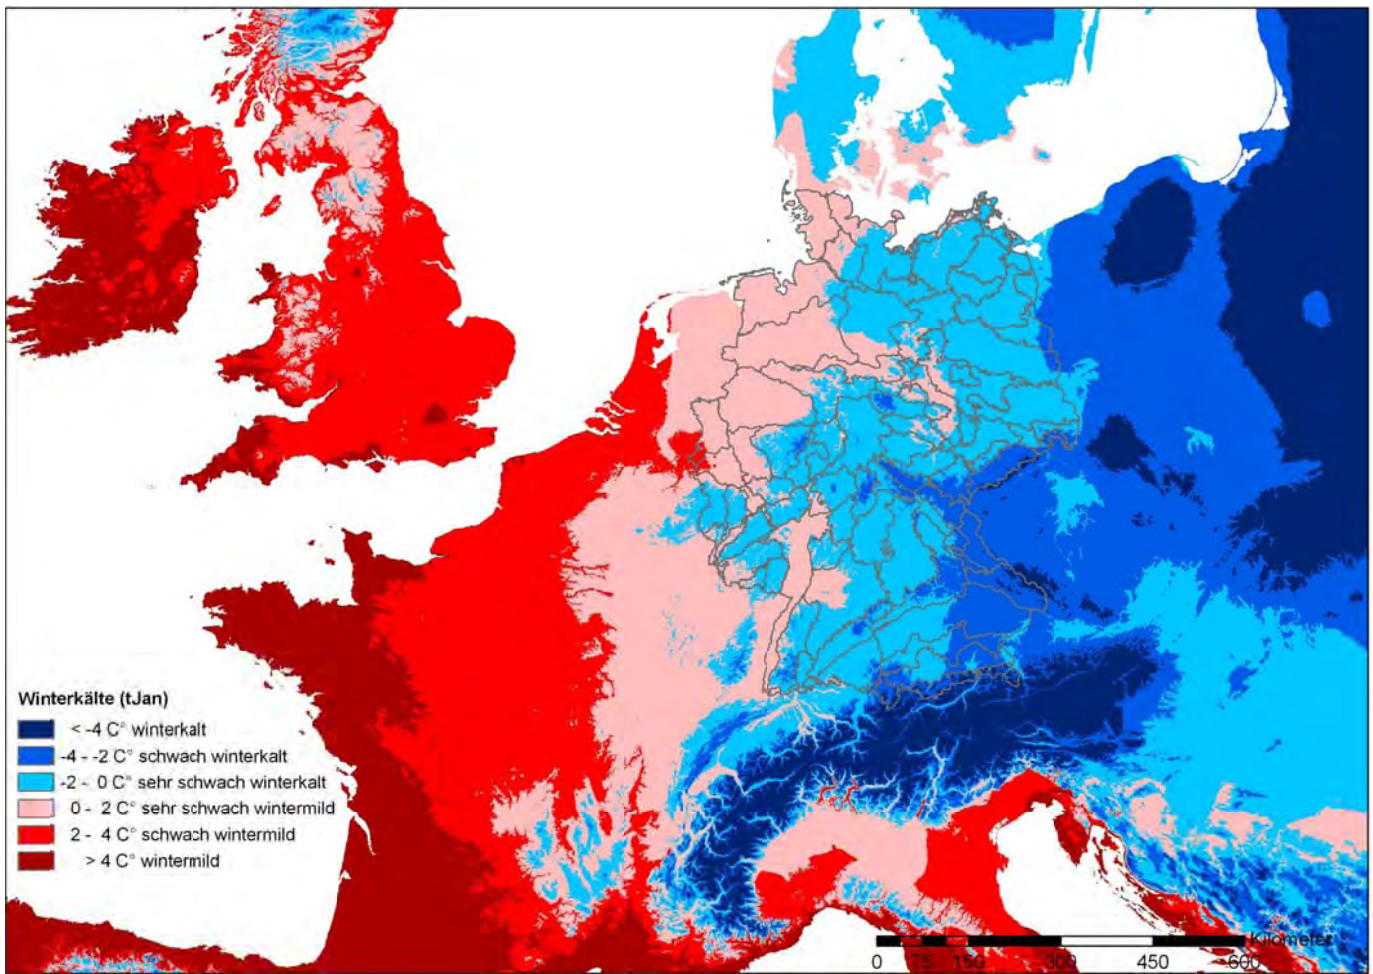 Winterkälte (tJan)
< -4 C° winterkalt
-4 - -2 C° schwach winterkalt
-2 - 0 C° sehr schwach winterkalt
0 - 2 C° sehr schwach wintermild
2 - 4 C° schwach wintermild
> 4 C° wintermild
Kilometer
0 75 150 300 450 600